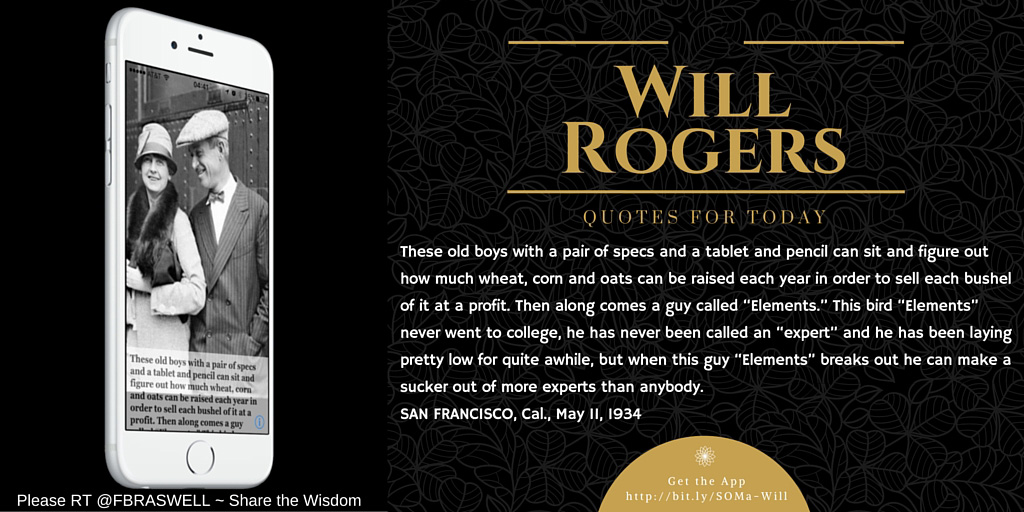 AT&T
04:41
These old boys with a pair of specs
and a tablet and pencil can sit and
figure out how much wheat, corn
and oats can be raised each year in
order to sell each bushel of it at a
profit. Then along comes a guy
Please RT @FBRASWELL ~ Share the Wisdom
WILL
ROGERS
QUOTES FOR TODAY
These old boys with a pair of specs and a tablet and pencil can sit and figure out
how much wheat, corn and oats can be raised each year in order to sell each bushel
of it at a profit. Then along comes a guy called "Elements." This bird "Elements"
never went to college, he has never been called an "expert" and he has been laying
pretty low for quite awhile, but when this guy "Elements" breaks out he can make a
sucker out of more experts than anybody.
SAN FRANCISCO, Cal., May 11, 1934
Get the App
http://bit.ly/SOMa-Will